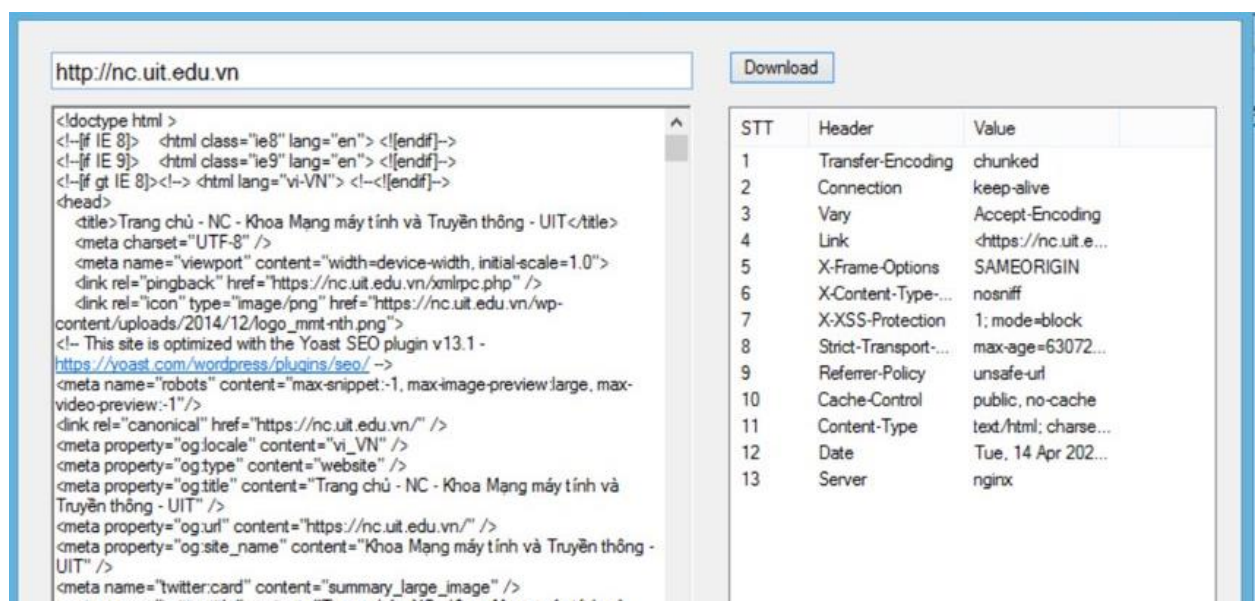 http://nc.uit.edu.vn
Download
<!doctype html >
<!--[if IE 8]> <html class="ie8" lang="en"> <![endif]-->
<!--[if IE 9]> <html class="ie9" lang="en"> <![endif]-->
<!--[if gt IE 8]><!--> <html lang="vi-VN"> <!--<![endif]-->
<head>
<title>Trang chủ - NC - Khoa Mạng máy tính và Truyền thông - UIT</title>
<meta charset="UTF-8" />
<meta name="viewport" content="width=device-width, initial-scale=1.0">
<link rel="pingback" href="https://nc.uit.edu.vn/xmlrpc.php" />
<link rel="icon" type="image/png" href="https://nc.uit.edu.vn/wp-
content/uploads/2014/12/logo_mmt-nth.png">
<!-- This site is optimized with the Yoast SEO plugin v13.1 -
https://yoast.com/wordpress/plugins/seo/ -->
<meta name="robots" content="max-snippet:-1, max-image-preview:large, max-
video-preview:-1"/>
<link rel="canonical" href="https://nc.uit.edu.vn/" />
<meta property="og:locale" content="vi_VN" />
<meta property="og:type" content="website" />
<meta property="og:title" content="Trang chủ - NC - Khoa Mạng máy tính và
Truyền thông - UIT" />
<meta property="og:url" content="https://nc.uit.edu.vn/" />
<meta property="og:site_name" content="Khoa Mạng máy tính và Truyền thông -
UIT" />
<meta name="twitter:card" content="summary_large_image" />
STT Header Value
1 Transfer-Encoding chunked
2 Connection keep-alive
3 Vary Accept-Encoding
4 Link <https://nc.uit.e...
5 X-Frame-Options SAMEORIGIN
6 X-Content-Type-... nosniff
7 X-XSS-Protection 1; mode=block
8 Strict-Transport-... max-age=63072...
9 Referrer-Policy unsafe-url
10 Cache-Control public, no-cache
11 Content-Type text/html; charse...
12 Date Tue, 14 Apr 202...
13 Server nginx